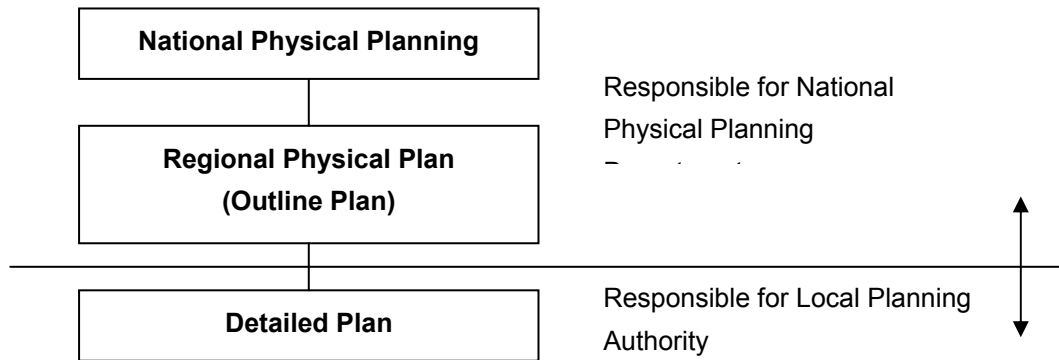 National Physical Planning
Responsible for National
Physical Planning
Regional Physical Plan
(Outline Plan)
Responsible for Local Planning
Authority
Detailed Plan